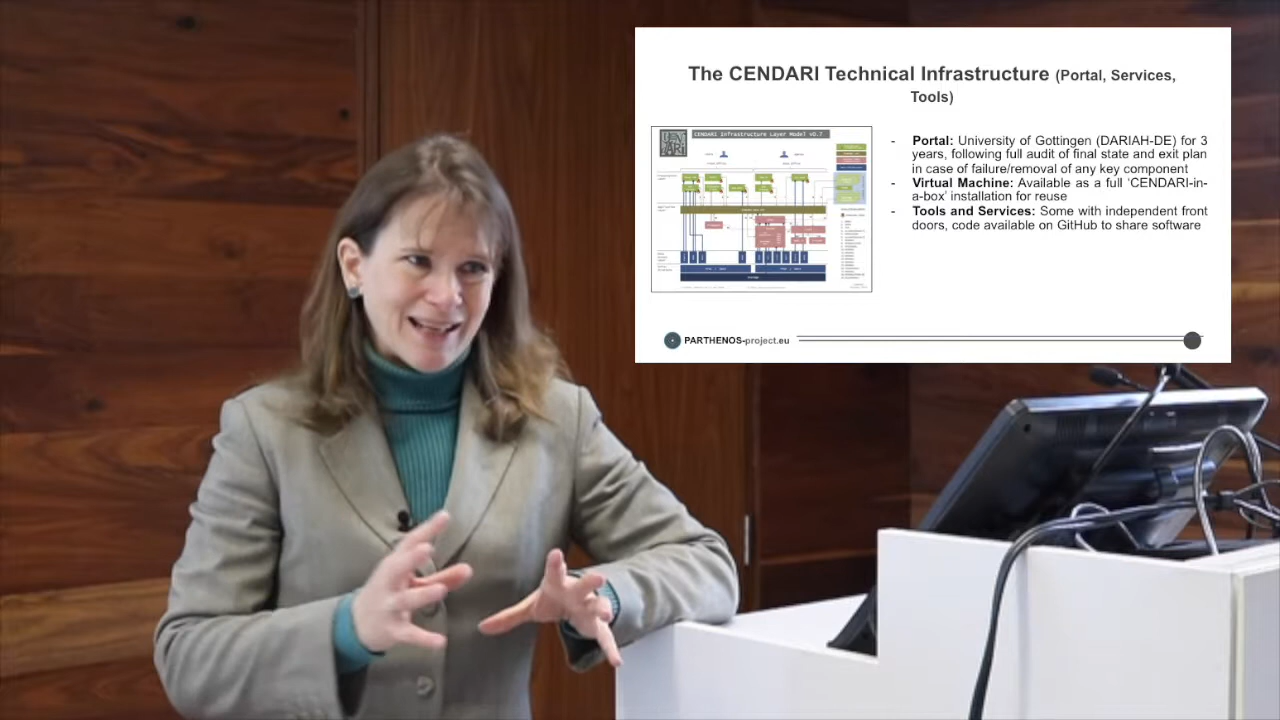 The CENDARI Technical Infrastructure (Portal, Services,
Tools)
CENDARI Infrastructure Layer Model v0.7
- Portal: University of Gottingen (DARIAH-DE) for 3
years, following full audit of final state and exit plan
in case of failure/removal of any key component
- Virtual Machine: Available as a full ‘CENDARI-in-
a-box’ installation for reuse
- Tools and Services: Some with independent front
doors, code available on GitHub to share software
PARTHENOS-project.eu